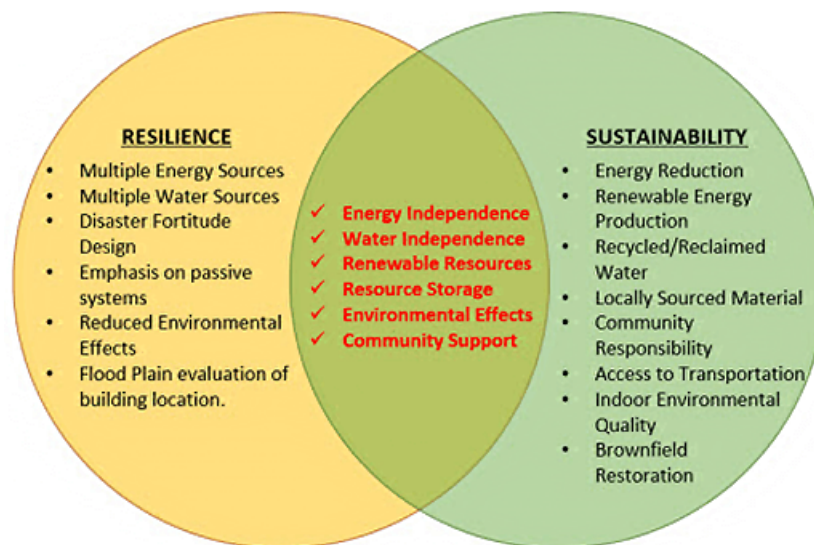 RESILIENCE
• Multiple Energy Sources
• Multiple Water Sources
• Disaster Fortitude
Design
• Emphasis on passive
systems
• Reduced Environmental
Effects
• Flood Plain evaluation of
building location.
✓ Energy Independence
✓ Water Independence
✓ Renewable Resources
✓ Resource Storage
✓ Environmental Effects
✓ Community Support
SUSTAINABILITY
• Energy Reduction
• Renewable Energy
Production
• Recycled/Reclaimed
Water
• Locally Sourced Material
• Community
Responsibility
• Access to Transportation
• Indoor Environmental
Quality
• Brownfield
Restoration